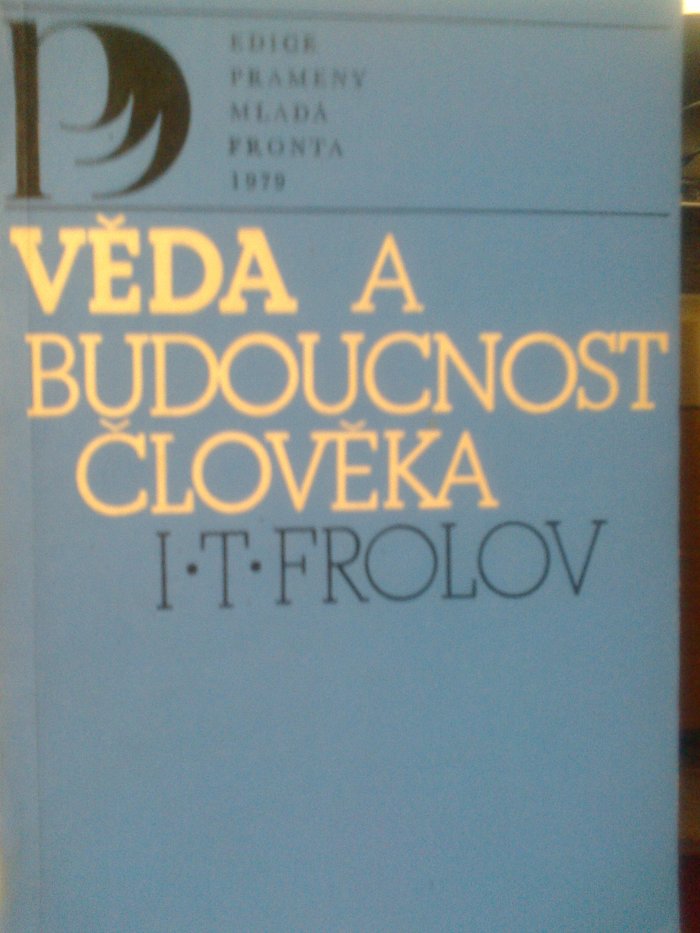 EDICE
PRAMENY
MLADÁ
FRONTA
1979
VĚDA A
BUDOUCNOST
ČLOVĚKA
I·T·FROLOV